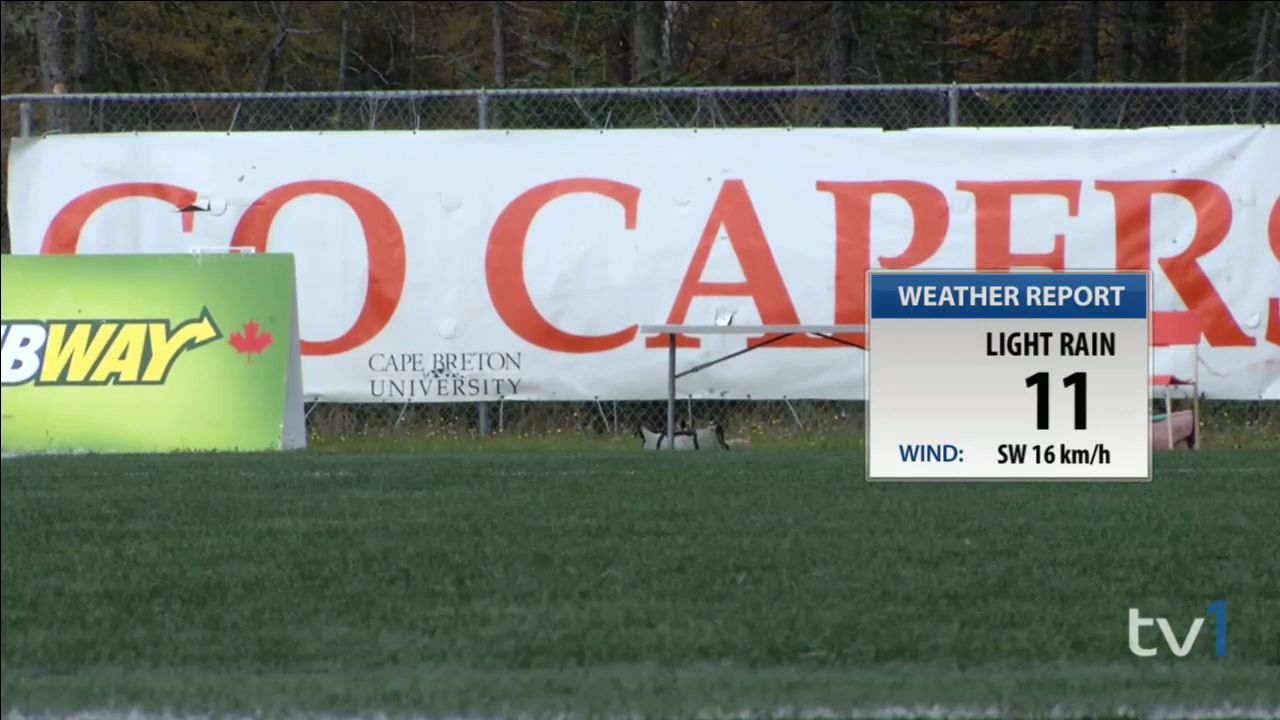 GO CAPERS
CAPE BRETON
UNIVERSITY
BWAY
WEATHER REPORT
LIGHT RAIN
11
WIND: SW 16 km/h
tv1